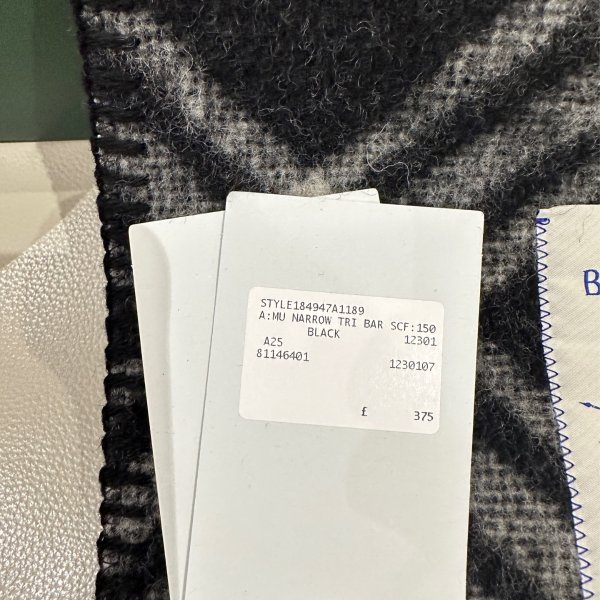 STYLE184947A1189
A:MU NARROW TRI BAR SCF:150
BLACK 12301
A25
81146401 1230107
£ 375
B